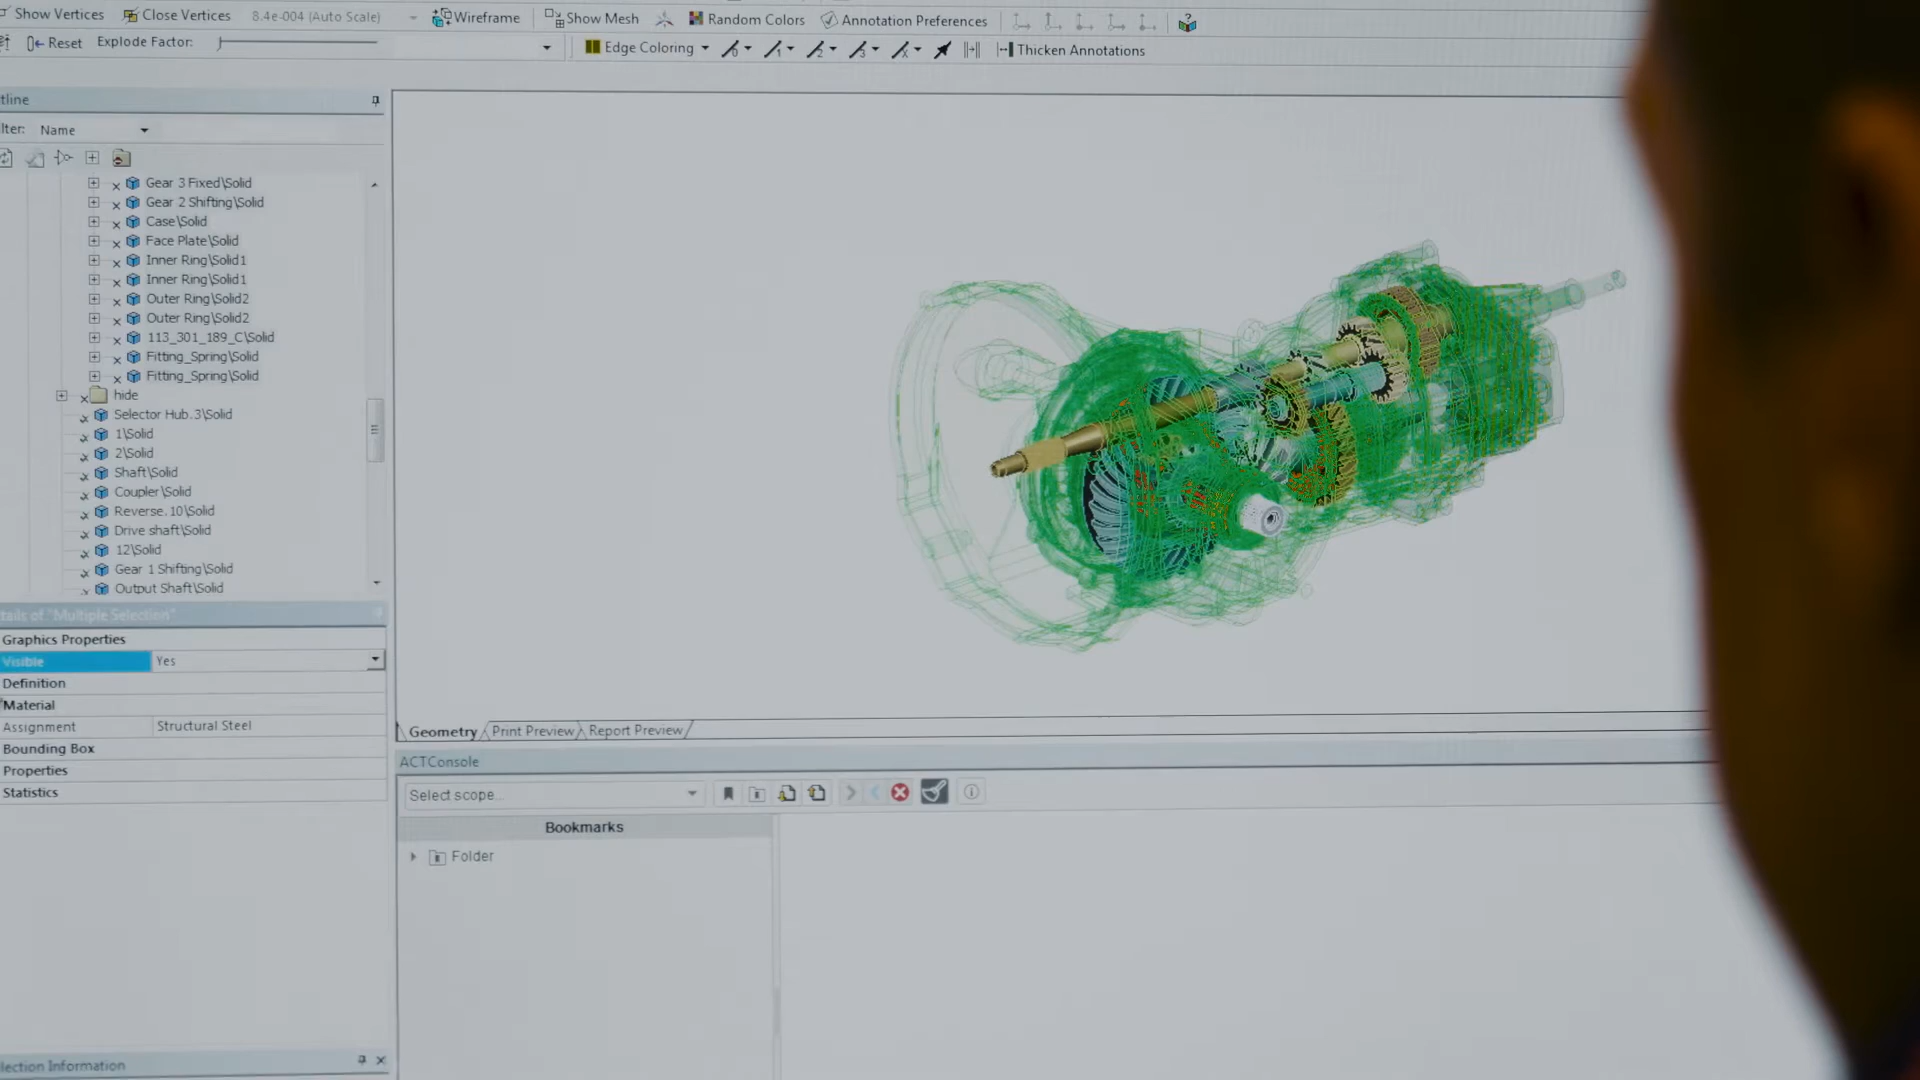 Show Vertices Close Vertices 8.4e-004 (Auto Scale) Wireframe Show Mesh Random Colors Annotation Preferences
Reset Explode Factor: Edge Coloring Thicken Annotations
tline
lter: Name
Gear 3 Fixed\Solid
Gear 2 Shifting\Solid
Case\Solid
Face Plate\Solid
Inner Ring\Solid1
Inner Ring\Solid1
Outer Ring\Solid2
Outer Ring\Solid2
113_301_189_C\Solid
Fitting_Spring\Solid
Fitting_Spring\Solid
hide
Selector Hub.3\Solid
1\Solid
2\Solid
Shaft\Solid
Coupler\Solid
Reverse.10\Solid
Drive shaft\Solid
12\Solid
Gear 1 Shifting\Solid
Output Shaft\Solid
tails of "Multiple Selection"
Graphics Properties
Visible Yes
Definition
Material
Assignment Structural Steel
Bounding Box
Properties
Statistics
lection Information
Geometry Print Preview Report Preview
ACTConsole
Select scope...
Bookmarks
Folder